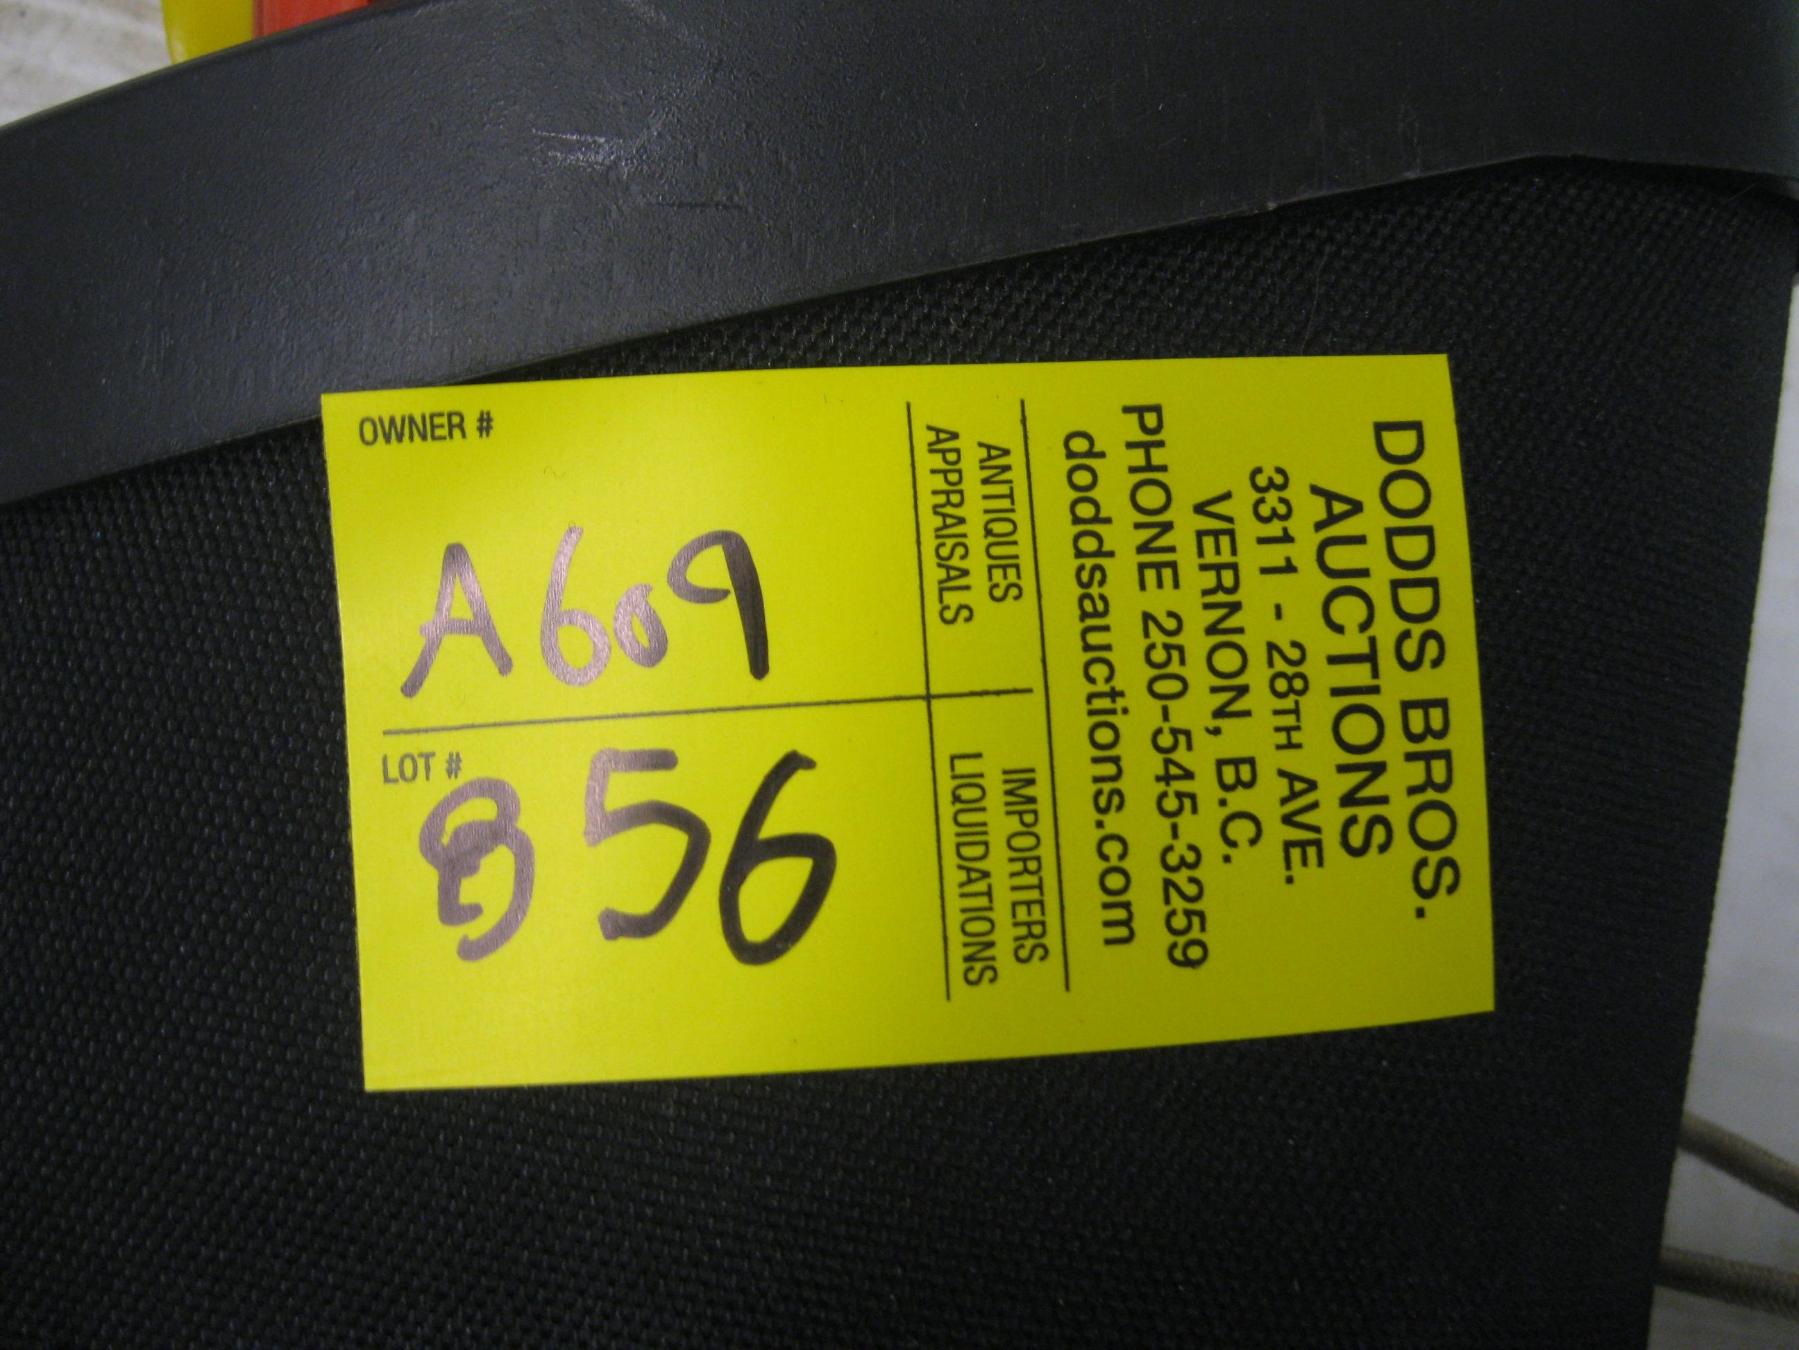 DODDS BROS.
AUCTIONS
3311 - 28TH AVE.
VERNON, B.C.
PHONE 250-545-3259
doddsauctions.com
ANTIQUES
APPRAISALS
IMPORTERS
LIQUIDATIONS
OWNER #
A609
LOT #